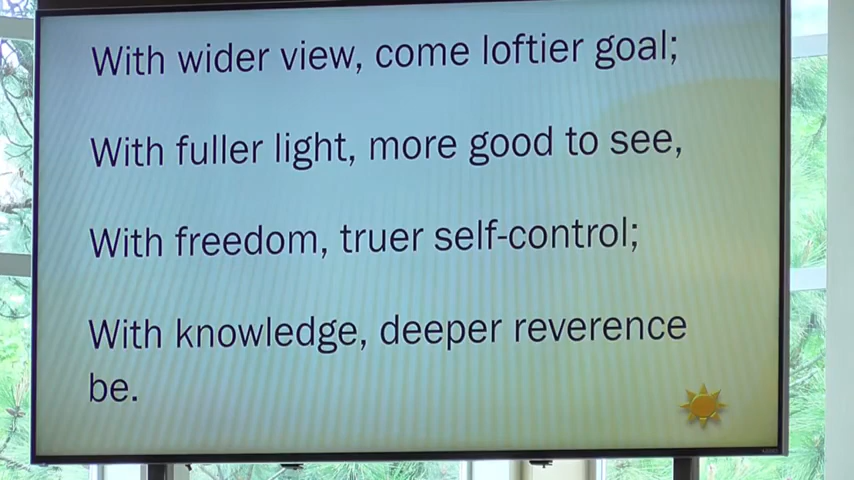 With wider view, come loftier goal;
With fuller light, more good to see,
With freedom, truer self-control;
With knowledge, deeper reverence
be.